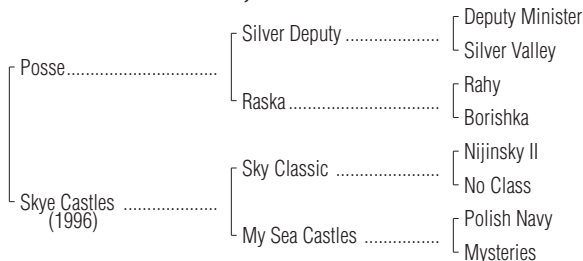 Deputy Minister
Silver Deputy ....................
Silver Valley
Posse................................
Rahy
Raska................................
Borishka
Nijinsky II
Sky Classic ......................
No Class
Skye Castles ....................
(1996)
Polish Navy
My Sea Castles ................
Mysteries